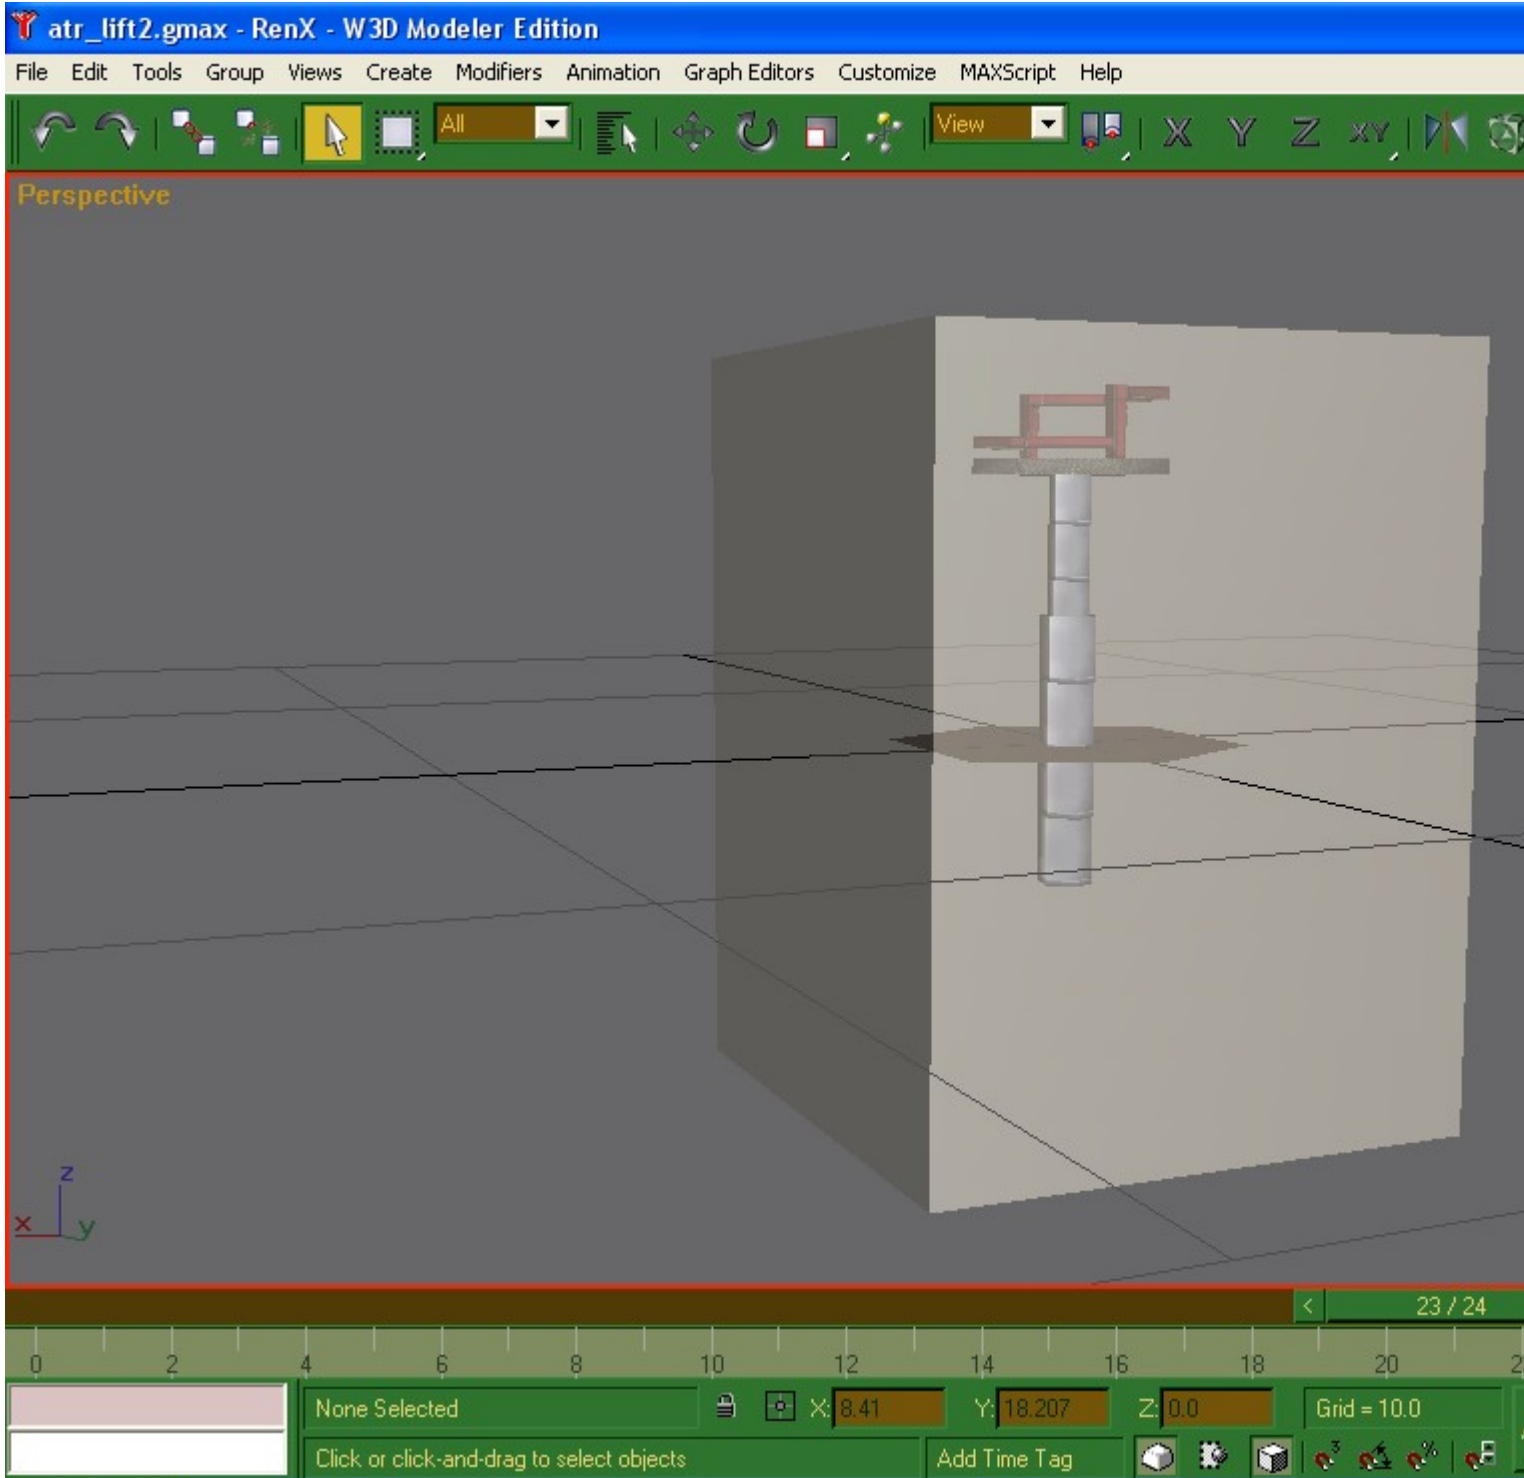 atr_lift2.gmax - RenX - W3D Modeler Edition
File Edit Tools Group Views Create Modifiers Animation Graph Editors Customize MAXScript Help
All View X Y Z XY
Perspective
z
x y
< 23 / 24
0 2 4 6 8 10 12 14 16 18 20
None Selected X: 8.41 Y: 18.207 Z: 0.0 Grid = 10.0
Click or click-and-drag to select objects Add Time Tag 3 %